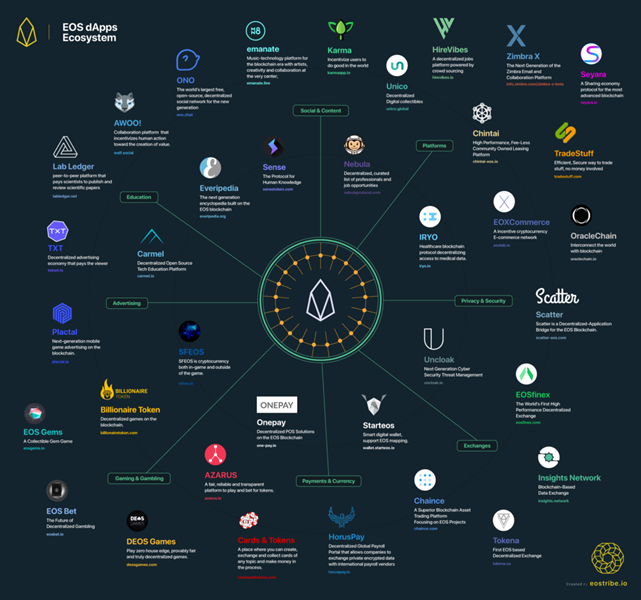 EOS dApps
Ecosystem
emanate
Music-technology platform for
the blockchain era with artists,
creativity and collaboration at
the very center.
emanate.live
Karma
Incentivise users to
do good in the world
karmaapp.io
HireVibes
A decentralized jobs
platform powered by
crowd sourcing
hirevibes.io
Zimbra X
The Next Generation of the
Zimbra Email and
Collaboration Platform
Seyara
A Sharing economy
protocol for the most
advanced blockchain
seyara.io
ONO
The world's largest free,
open-source, decentralized
social network for the new
generation
ono.chat
Unico
Decentralized
Digital collectibles
unico.global
AWOO!
Collaboration platform that
incentivizes human action
toward the creation of value.
Social & Content
Chintai
High Performance, Fee-Less
Community Owned Leasing
Platform
chintai-eos.io
TradeStuff
Efficient, Secure way to trade
stuff, no money involved
tradestuff.com
Platforms
Lab Ledger
peer-to-peer platform that
pays scientists to publish and
review scientific papers
labledger.net
Everipedia
The next generation
encyclopedia built on the
EOS blockchain
everipedia.org
Sense
The Protocol for
Human Knowledge
sensetoken.com
Nebula
Decentralized, curated
list of professionals and
job opportunities
Education
TXT
TXT
Decentralized advertising
economy that pays the viewer
Carmel
Decentralized Open Source
Tech Education Platform
carmel.io
IRYO
Healthcare blockchain
protocol decentralizing
access to medical data.
iryo.io
EOXCommerce
A incentive cryptocurrency
E-commerce network
OracleChain
Interconnect the world
with blockchain
oraclechain.io
Advertising
Privacy & Security
Scatter
Scatter
Scatter is a Decentralized-Application
Bridge for the EOS Blockchain.
scatter-eos.com
Plactal
Next-generation mobile
game advertising on the
blockchain.
plactal.io
5FEOS
5FEOS is cryptocurrency
both in-game and outside
of the game.
Uncloak
Next Generation Cyber
Security Threat Management
uncloak.io
EOSfinex
The World's First High
Performance Decentralized
Exchange
eosfinex.com
BILLIONAIRE
TOKEN
Billionaire Token
Decentralized games on the
blockchain.
billionairetoken.com
EOS Gems
A Collectible Gem Game
eosgems.io
ONEPAY
Onepay
Decentralized POS Solutions
on the EOS Blockchain
one-pay.io
Starteos
Smart digital wallet,
support EOS mapping
wallet.starteos.io
Exchanges
AZARUS
A fair, reliable and transparent
platform to play and bet for tokens.
azarus.io
Insights Network
Blockchain-Based
Data Exchange
insights.network
Gaming & Gambling
Payments & Currency
EOS Bet
The Future of
Decentralized Gambling
eosbet.io
DEOS
GAMES
DEOS Games
Play zero house edge, provably fair
and truly decentralized games.
deosgames.com
Cards & Tokens
A place where you can create,
exchange and collect cards of
any topic and make money in
the process.
HorusPay
Decentralized Global Payroll
Portal that allows companies to
exchange private encrypted data
with international payroll vendors
horuspay.io
Chaince
A Superior Blockchain Asset
Trading Platform
Focusing on EOS Projects
chaince.com
Tokena
First EOS based
Decentralized Exchange
Created by eostribe.io